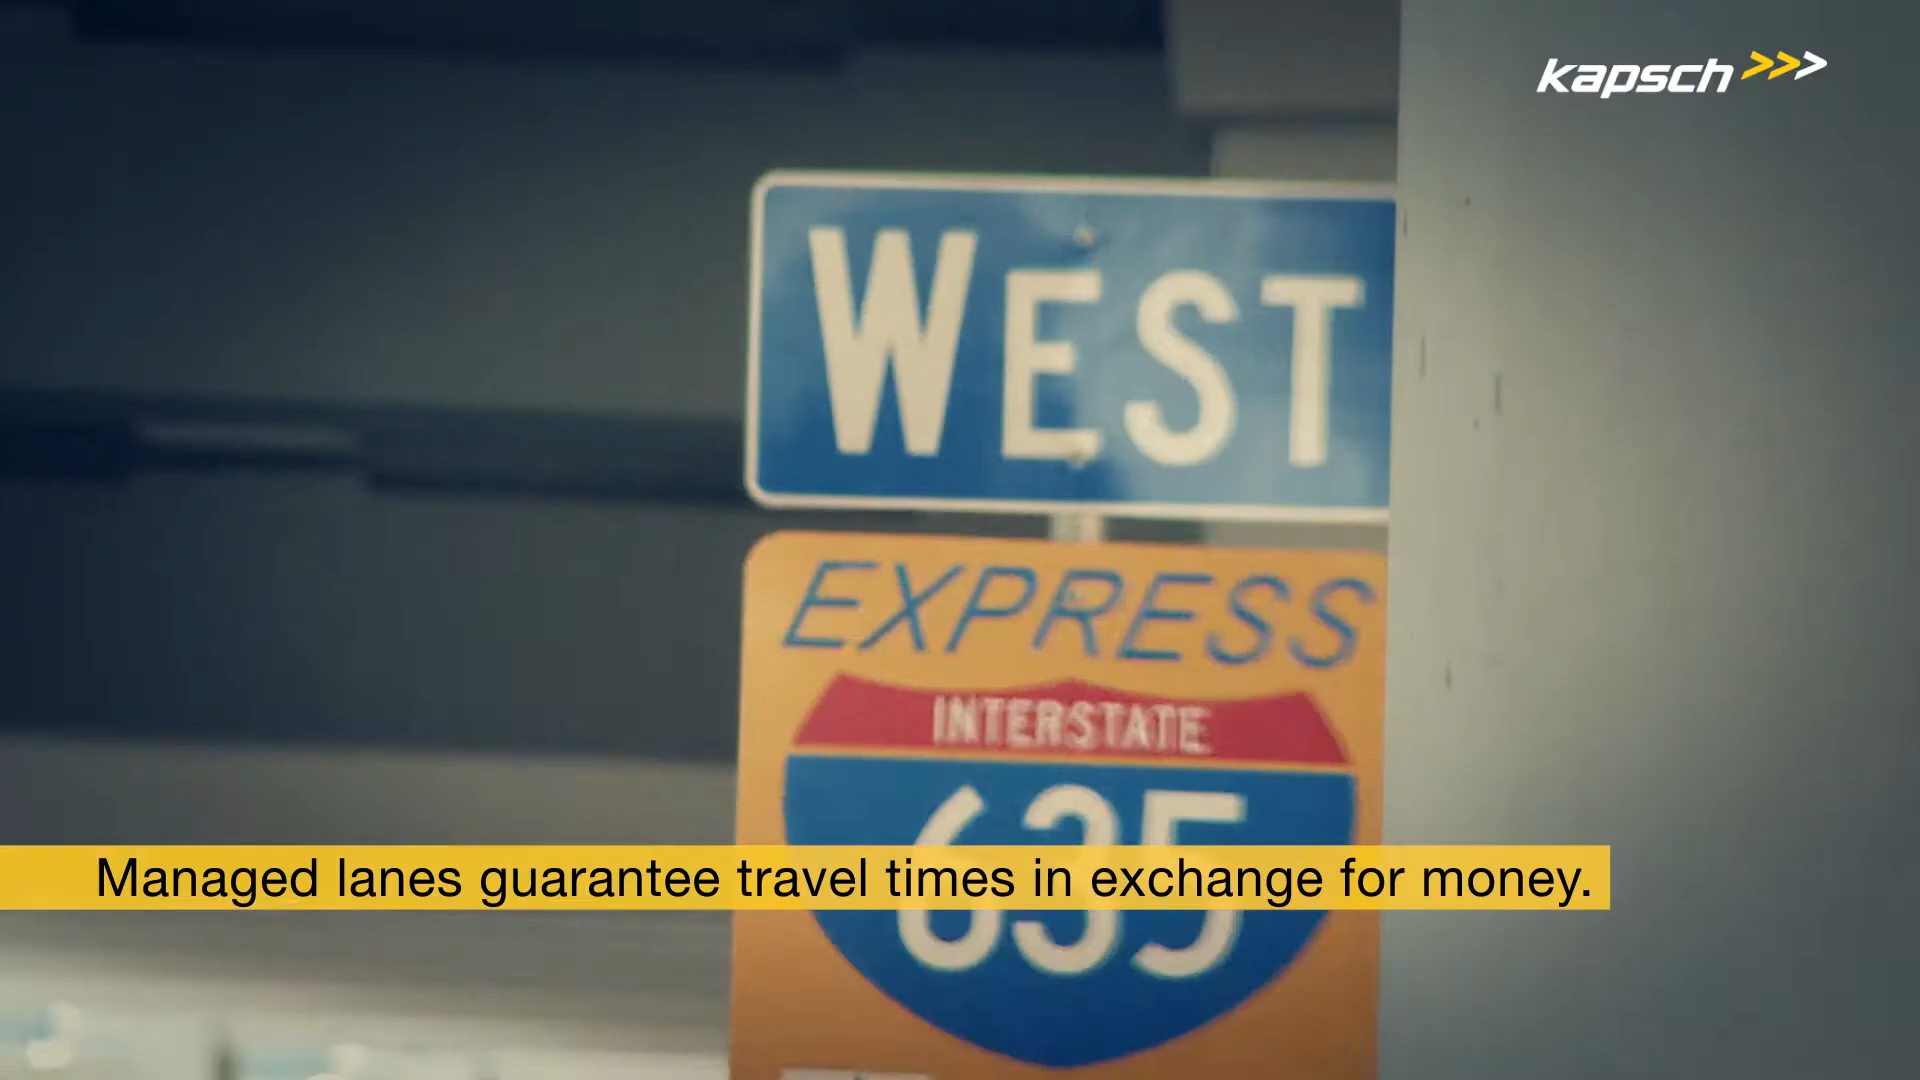 kapsch
WEST
EXPRESS
INTERSTATE
635
Managed lanes guarantee travel times in exchange for money.